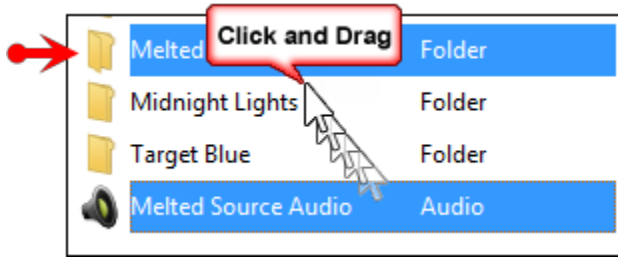 Click and Drag
Melted Folder
Midnight Lights Folder
Target Blue Folder
Melted Source Audio Audio